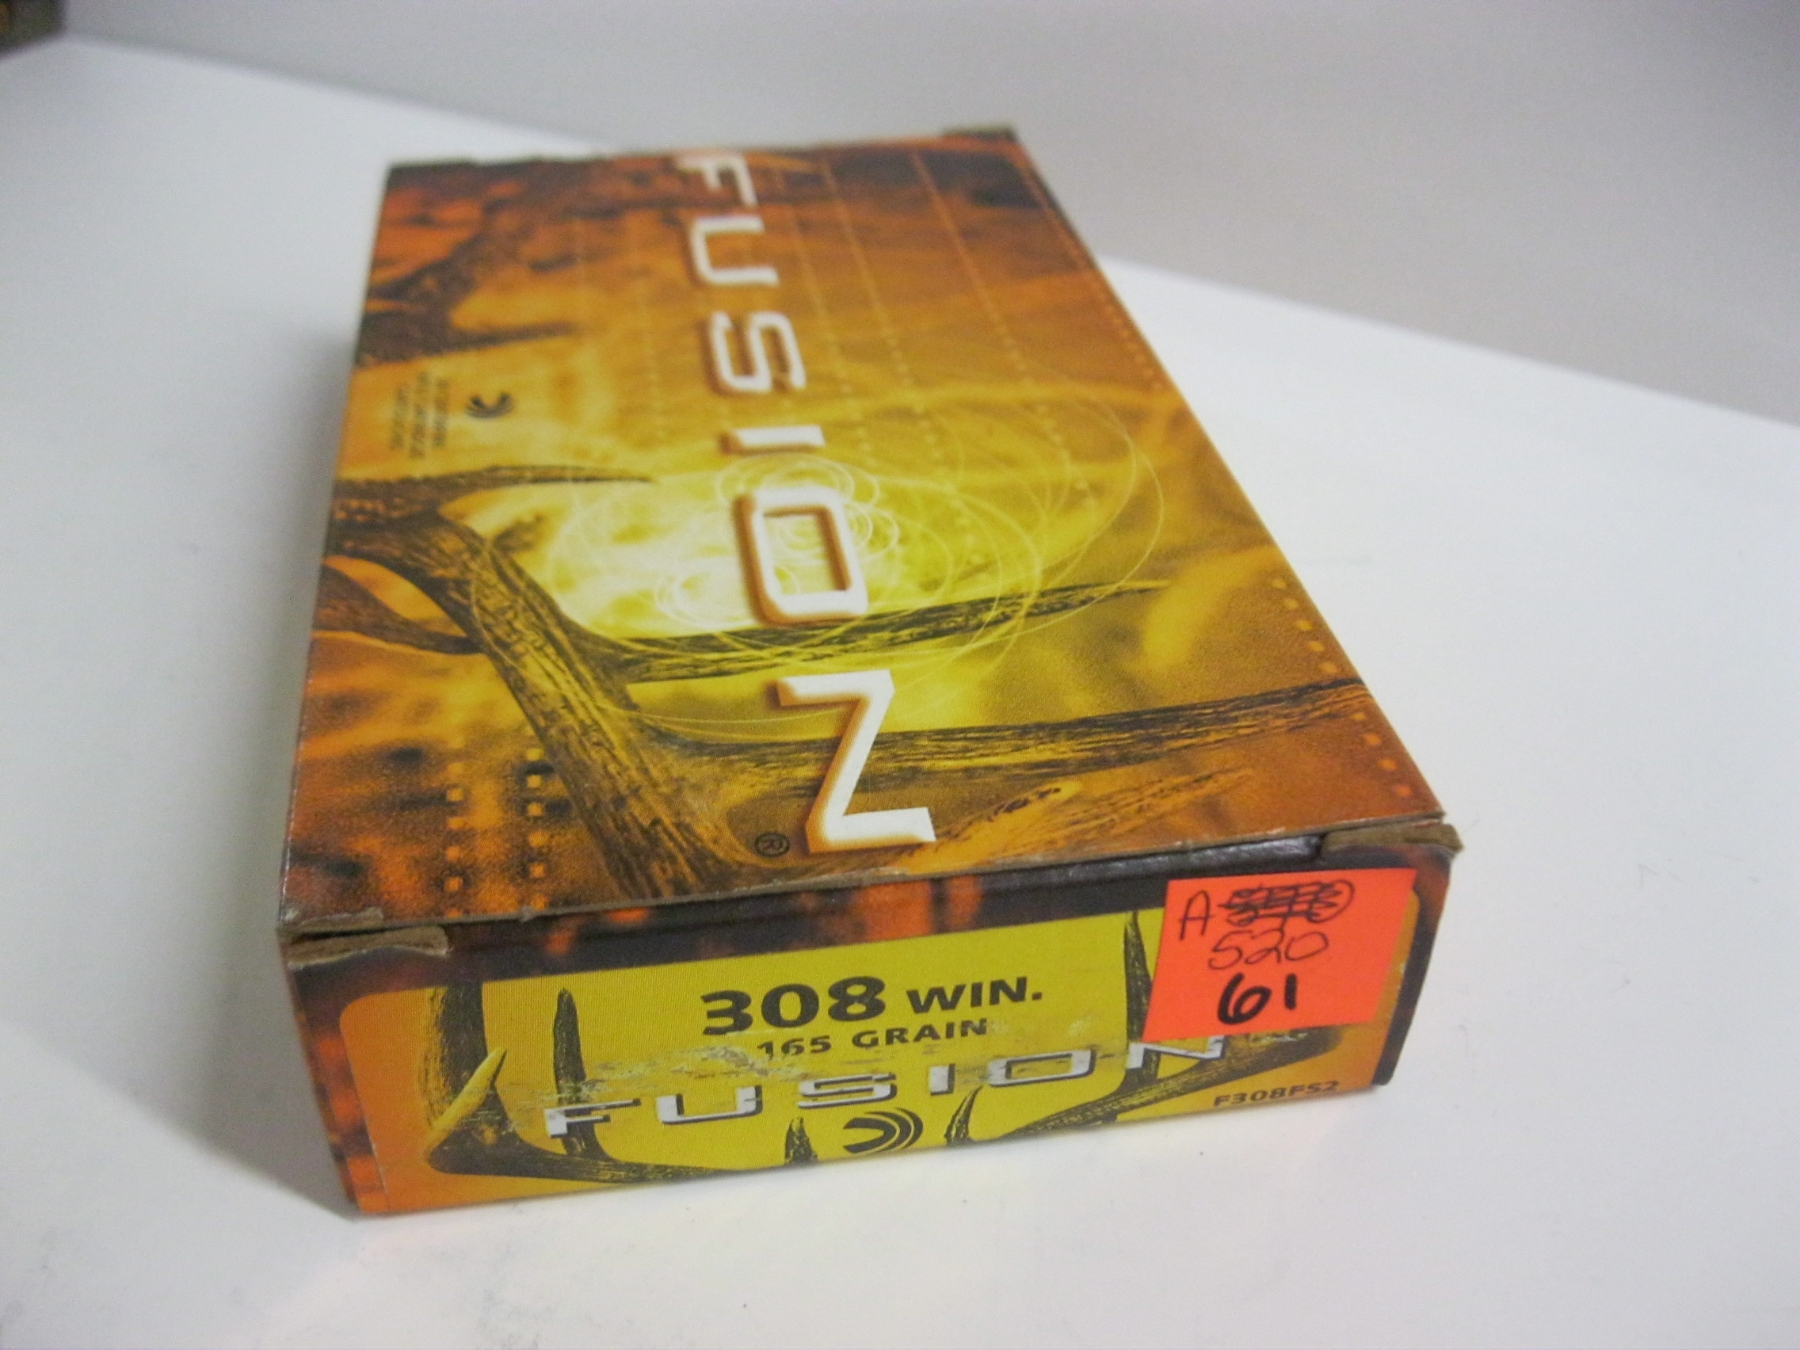 FUSION
®
308 WIN.
165 GRAIN
FUSION
F308FS2
A
520
61